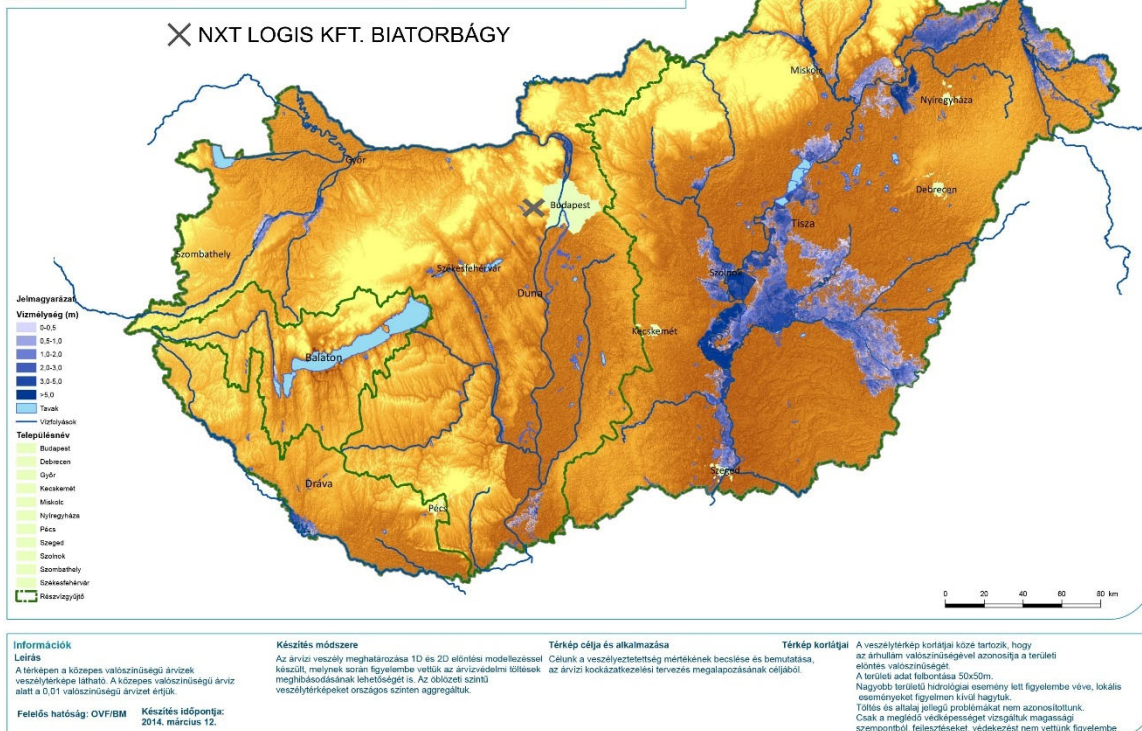 NXT LOGIS KFT. BIATORBÁGY
Miskolc
Nyíregyháza
Győr
Debrecen
Budapest
Tisza
Szombathely
Székesfehérvár
Szolnok
Duna
Kecskemét
Balaton
Szeged
Dráva
Pécs
Jelmagyarázat
Vízmélység (m)
0-0,5
0,5-1,0
1,0-2,0
2,0-3,0
3,0-5,0
>5,0
Tavak
Vízfolyások
Településnév
Budapest
Debrecen
Győr
Kecskemét
Miskolc
Nyíregyháza
Pécs
Szeged
Szolnok
Szombathely
Székesfehérvár
Részvízgyűjtő
0 20 40 60 80 km
Információk
Leírás
A térképen a közepes valószínűségű árvizek
veszélytérképe látható. A közepes valószínűségű árvíz
alatt a 0,01 valószínűségű árvizet értjük.
Felelős hatóság: OVF/BM
Készítés időpontja:
2014. március 12.
Készítés módszere
Az árvízi veszély meghatározása 1D és 2D elöntési modellezéssel
készült, melynek során figyelembe vettük az árvízvédelmi töltések
meghibásodásának lehetőségét is. Az öblözeti szintű
veszélytérképeket országos szinten aggregáltuk.
Térkép célja és alkalmazása
Célunk a veszélyeztetettség mértékének becslése és bemutatása,
az árvízi kockázatkezelési tervezés megalapozásának céljából.
Térkép korlátjai
A veszélytérkép korlátjai közé tartozik, hogy
az árhullám valószínűségével azonosítja a területi
elöntés valószínűségét.
A területi adat felbontása 50x50m.
Nagyobb területű hidrológiai esemény lett figyelembe véve, lokális
eseményeket figyelmen kívül hagytuk.
Töltés és altalaj jellegű problémákat nem azonosítottunk.
Csak a meglédő védképességet vizsgáltuk magassági
szempontból, fejlesztéseket, védekezést nem vettünk figyelembe